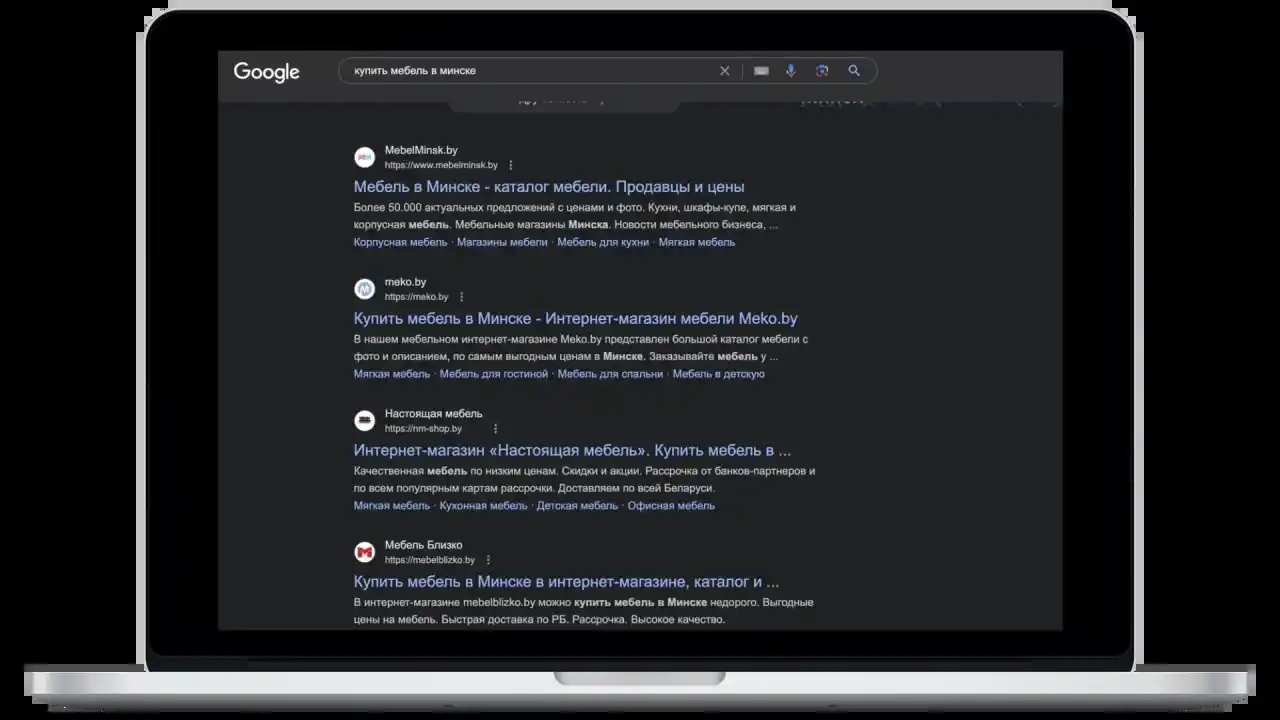 Google
купить мебель в минске
MebelMinsk.by
https://www.mebelminsk.by
Мебель в Минске - каталог мебели. Продавцы и цены
Более 50.000 актуальных предложений с ценами и фото. Кухни, шкафы-купе, мягкая и
корпусная мебель. Мебельные магазины Минска. Новости мебельного бизнеса, ...
Корпусная мебель · Магазины мебели · Мебель для кухни · Мягкая мебель
meko.by
https://meko.by
Купить мебель в Минске - Интернет-магазин мебели Meko.by
В нашем мебельном интернет-магазине Meko.by представлен большой каталог мебели с
фото и описанием, по самым выгодным ценам в Минске. Заказывайте мебель у ...
Мягкая мебель · Мебель для гостиной · Мебель для спальни · Мебель в детскую
Настоящая мебель
https://nm-shop.by
Интернет-магазин «Настоящая мебель». Купить мебель в ...
Качественная мебель по низким ценам. Скидки и акции. Рассрочка от банков-партнеров и
по всем популярным картам рассрочки. Доставляем по всей Беларуси.
Мягкая мебель · Кухонная мебель · Детская мебель · Офисная мебель
Мебель Близко
https://mebelblizko.by
Купить мебель в Минске в интернет-магазине, каталог и ...
В интернет-магазине mebelblizko.by можно купить мебель в Минске недорого. Выгодные
цены на мебель. Быстрая доставка по РБ. Рассрочка. Высокое качество.